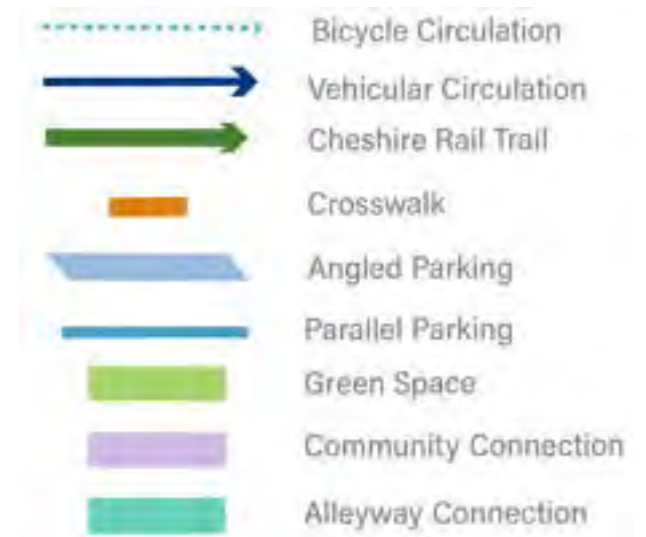 Bicycle Circulation
Vehicular Circulation
Cheshire Rail Trail
Crosswalk
Angled Parking
Parallel Parking
Green Space
Community Connection
Alleyway Connection